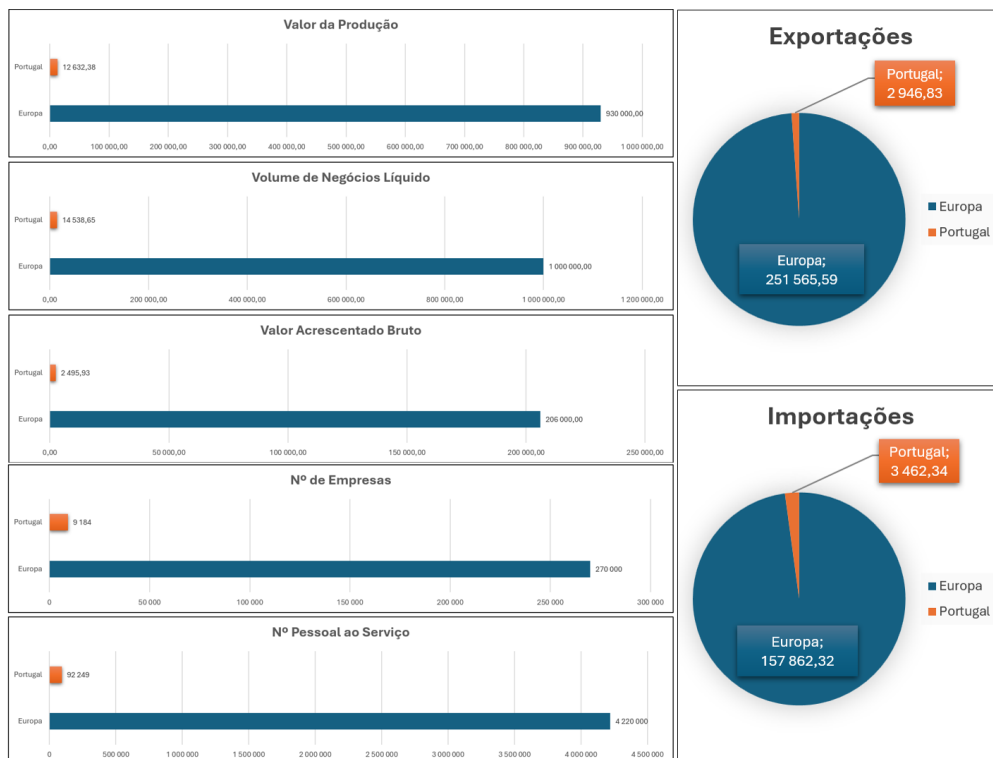 Valor da Produção
Portugal
12 632,38
Europa
930 000,00
0,00 100 000,00 200 000,00 300 000,00 400 000,00 500 000,00 600 000,00 700 000,00 800 000,00 900 000,00 1 000 000,00
Volume de Negócios Líquido
Portugal
14 538,65
Europa
1 000 000,00
0,00 200 000,00 400 000,00 600 000,00 800 000,00 1 000 000,00 1 200 000,00
Valor Acrescentado Bruto
Portugal
2 495,93
Europa
206 000,00
0,00 50 000,00 100 000,00 150 000,00 200 000,00 250 000,00
Nº de Empresas
Portugal
9 184
Europa
270 000
0 50 000 100 000 150 000 200 000 250 000 300 000
Nº Pessoal ao Serviço
Portugal
92 249
Europa
4 220 000
0 500 000 1 000 000 1 500 000 2 000 000 2 500 000 3 000 000 3 500 000 4 000 000 4 500 000
Exportações
Portugal;
2 946,83
Europa;
251 565,59
Europa
Portugal
Importações
Portugal;
3 462,34
Europa;
157 862,32
Europa
Portugal